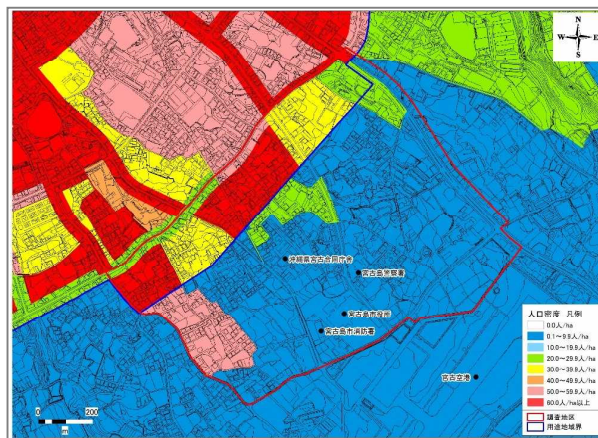 N
W E
S
沖縄県宮古合同庁舎
宮古島警察署
宮古島市役所
宮古島市消防署
宮古空港
人口密度 凡例
0.0人/ha
0.1~9.9人/ha
10.0~19.9人/ha
20.0~29.9人/ha
30.0~39.9人/ha
40.0~49.9人/ha
50.0~59.9人/ha
60.0人/ha以上
調査地区
用途地域界
0 200
m